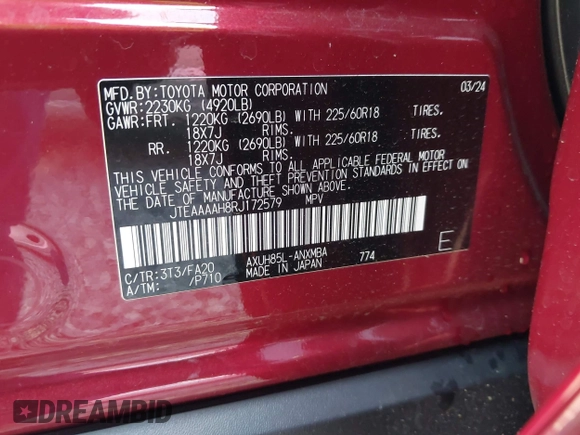 MFD. BY: TOYOTA MOTOR CORPORATION 03/24
GVWR: 2230KG (4920LB)
GAWR: FRT. 1220KG (2690LB) WITH 225/60R18 TIRES.
18X7J RIMS.
RR. 1220KG (2690LB) WITH 225/60R18 TIRES.
18X7J RIMS.
THIS VEHICLE CONFORMS TO ALL APPLICABLE FEDERAL MOTOR
VEHICLE SAFETY AND THEFT PREVENTION STANDARDS IN EFFECT ON
THE DATE OF MANUFACTURE SHOWN ABOVE.
JTEAAAAH8RJ172579 MPV
C/TR: 3T3/FA20 AXUH85L-ANXMBA 774 E
A/TM: /P710 MADE IN JAPAN
DREAMBID